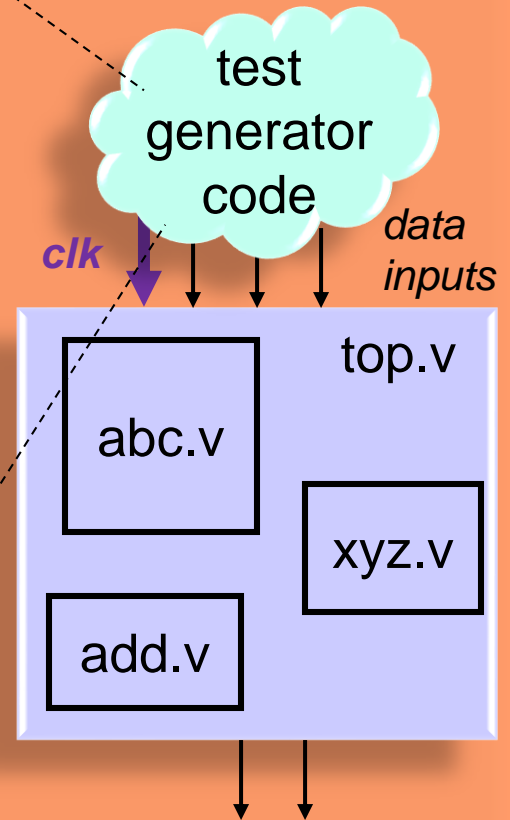 test
generator
code
clk
data
inputs
top.v
abc.v
xyz.v
add.v